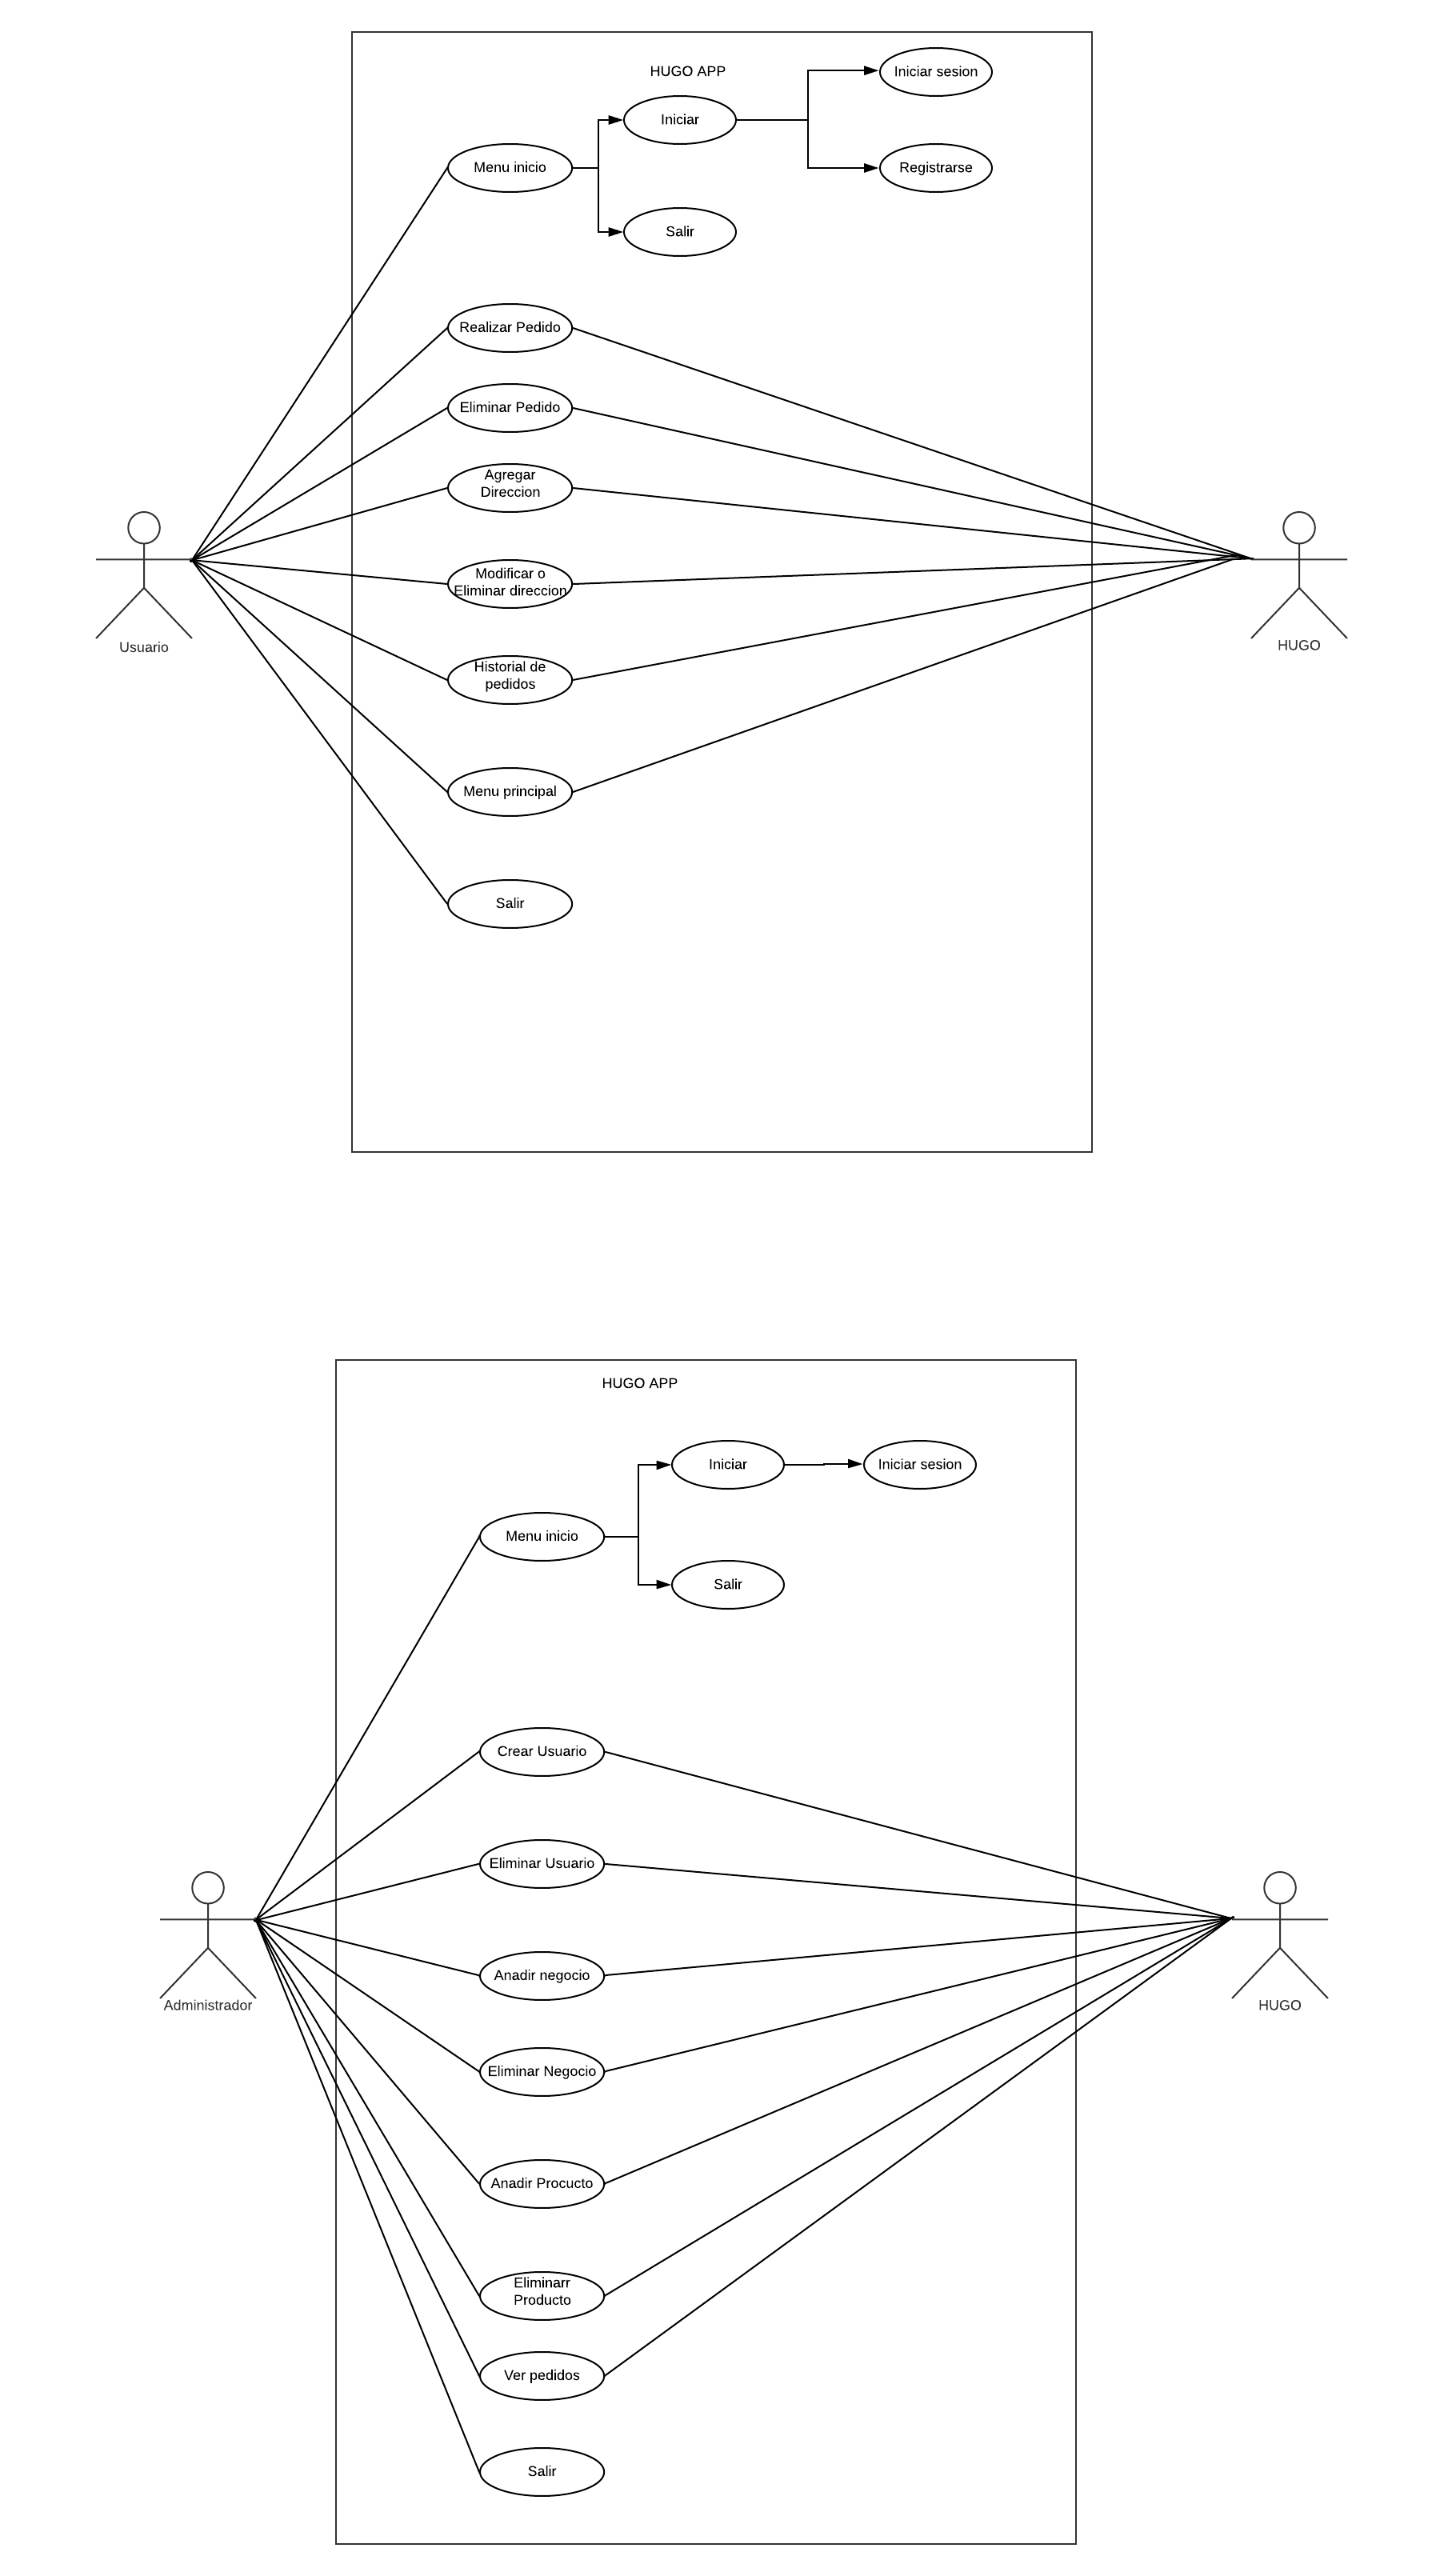 HUGO APP
Iniciar sesion
Iniciar
Menu inicio
Registrarse
Salir
Realizar Pedido
Eliminar Pedido
Agregar
Direccion
Modificar o
Eliminar direccion
Usuario
HUGO
Historial de
pedidos
Menu principal
Salir
HUGO APP
Iniciar
Iniciar sesion
Menu inicio
Salir
Crear Usuario
Eliminar Usuario
Anadir negocio
Administrador
HUGO
Eliminar Negocio
Anadir Procucto
Eliminarr
Producto
Ver pedidos
Salir